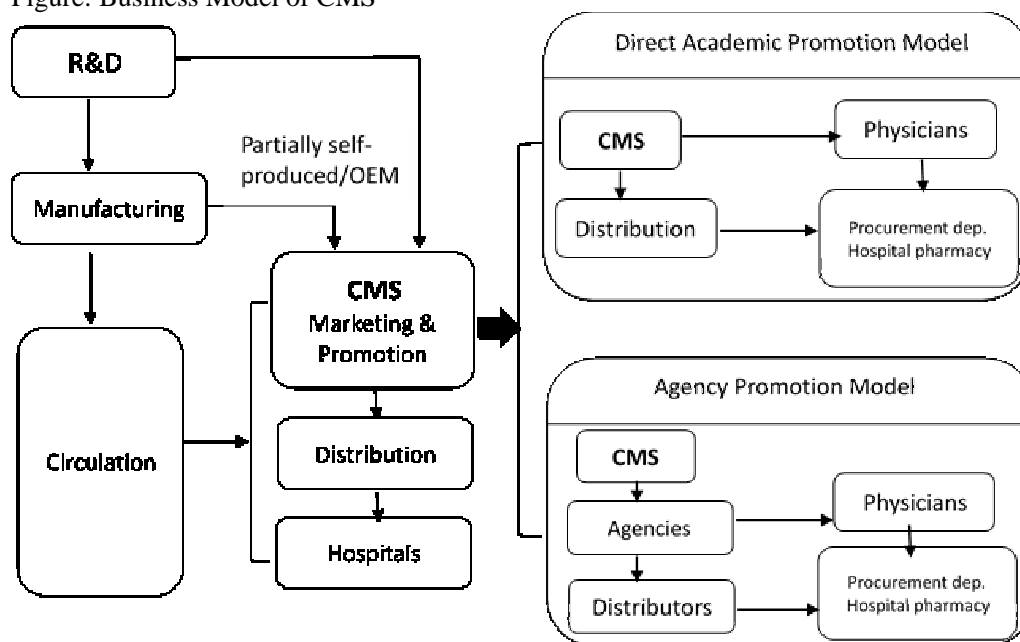 Figure: Business Model of CMS
R&D
Partially self-
produced/OEM
Manufacturing
CMS
Marketing &
Promotion
Circulation
Distribution
Hospitals
Direct Academic Promotion Model
CMS
Physicians
Distribution
Procurement dep.
Hospital pharmacy
Agency Promotion Model
CMS
Agencies
Physicians
Distributors
Procurement dep.
Hospital pharmacy